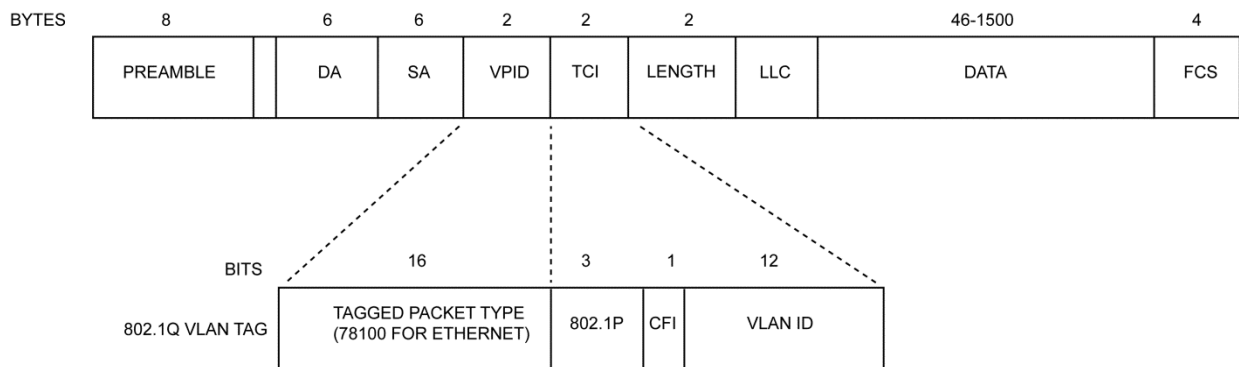 BYTES 8 6 6 2 2 2 46-1500 4
PREAMBLE DA SA VPID TCI LENGTH LLC DATA FCS
BITS 16 3 1 12
802.1Q VLAN TAG
TAGGED PACKET TYPE
(78100 FOR ETHERNET)
802.1P CFI VLAN ID